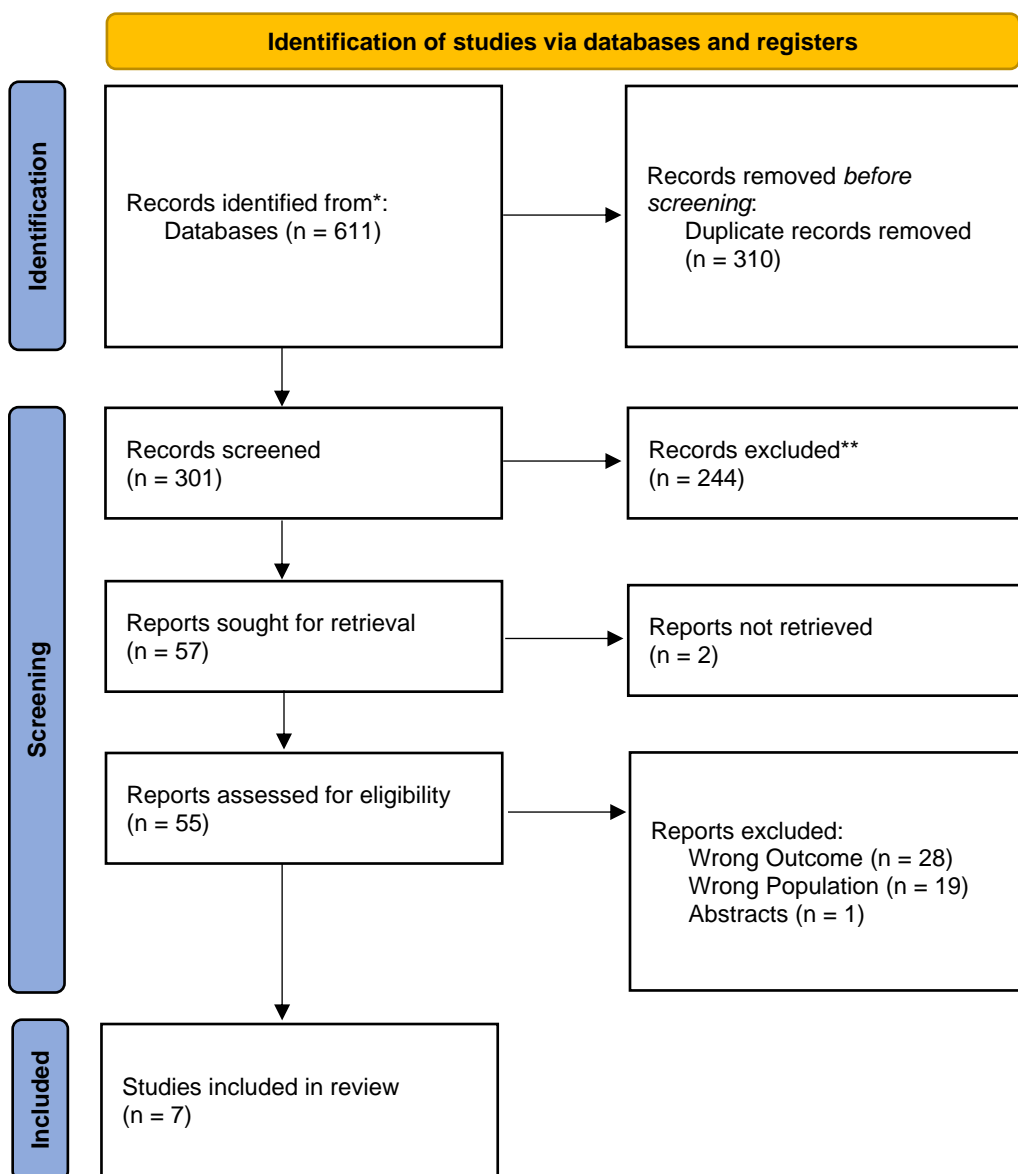 Identification of studies via databases and registers
Identification
Records identified from*:
Databases (n = 611)
Records removed before
screening:
Duplicate records removed
(n = 310)
Screening
Records screened
(n = 301)
Records excluded**
(n = 244)
Reports sought for retrieval
(n = 57)
Reports not retrieved
(n = 2)
Reports assessed for eligibility
(n = 55)
Reports excluded:
Wrong Outcome (n = 28)
Wrong Population (n = 19)
Abstracts (n = 1)
Included
Studies included in review
(n = 7)